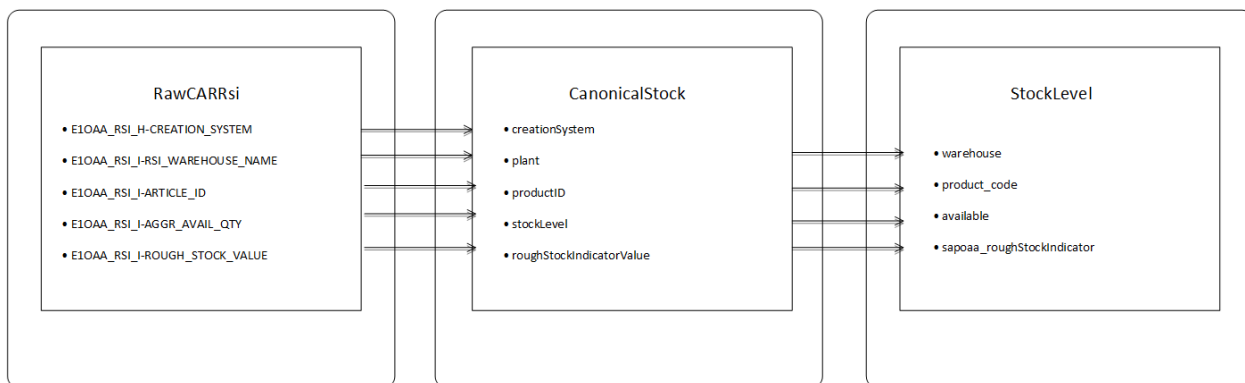 RawCARRsi
• E1OAA_RSI_H-CREATION_SYSTEM
• E1OAA_RSI_I-RSI_WAREHOUSE_NAME
• E1OAA_RSI_I-ARTICLE_ID
• E1OAA_RSI_I-AGGR_AVAIL_QTY
• E1OAA_RSI_I-ROUGH_STOCK_VALUE
CanonicalStock
• creationSystem
• plant
• productID
• stockLevel
• roughStockIndicatorValue
StockLevel
• warehouse
• product_code
• available
• sapoaa_roughStockIndicator